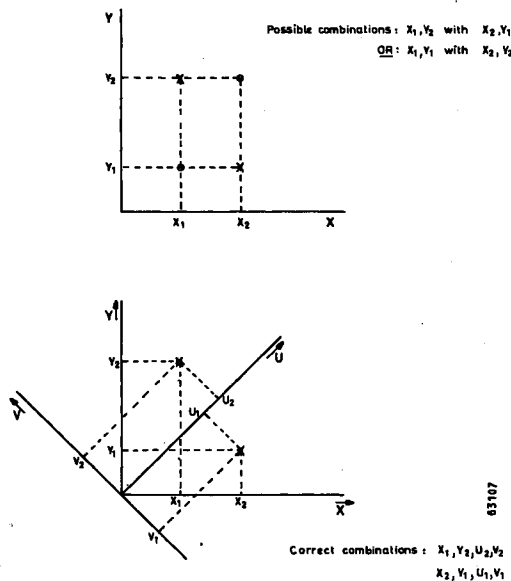 Y
Possible combinations : X₁,Y₂ with X₂,Y₁
OR : X₁,Y₁ with X₂,Y₂
Y₂
Y₁
X₁ X₂ X
Y
U
Y₂
U₂
U₁
V
Y₁
V₂
X₁ X₂ X
V₁
63107
Correct combinations : X₁,Y₂,U₂,V₂
X₂,Y₁,U₁,V₁